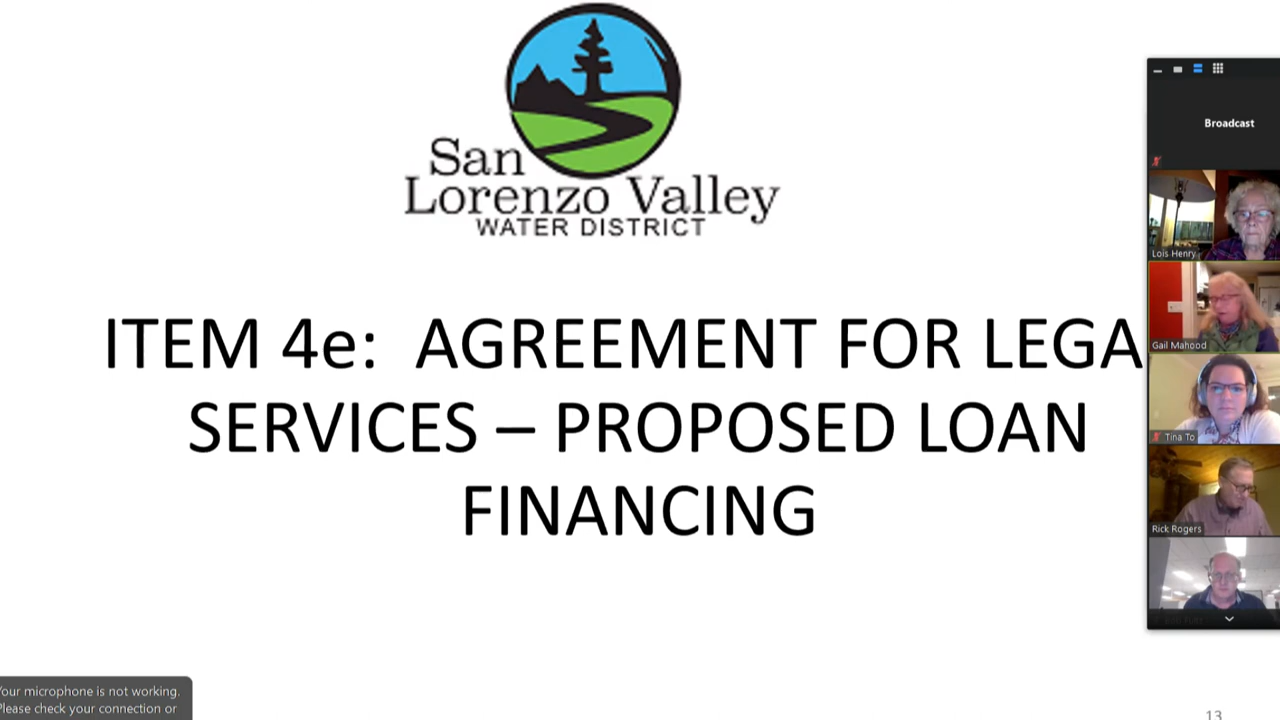 San
Lorenzo Valley
WATER DISTRICT
ITEM 4e: AGREEMENT FOR LEGA
SERVICES – PROPOSED LOAN
FINANCING
Broadcast
Lois Henry
Gail Mahood
Tina To
Rick Rogers
Your microphone is not working.
Please check your connection or
13